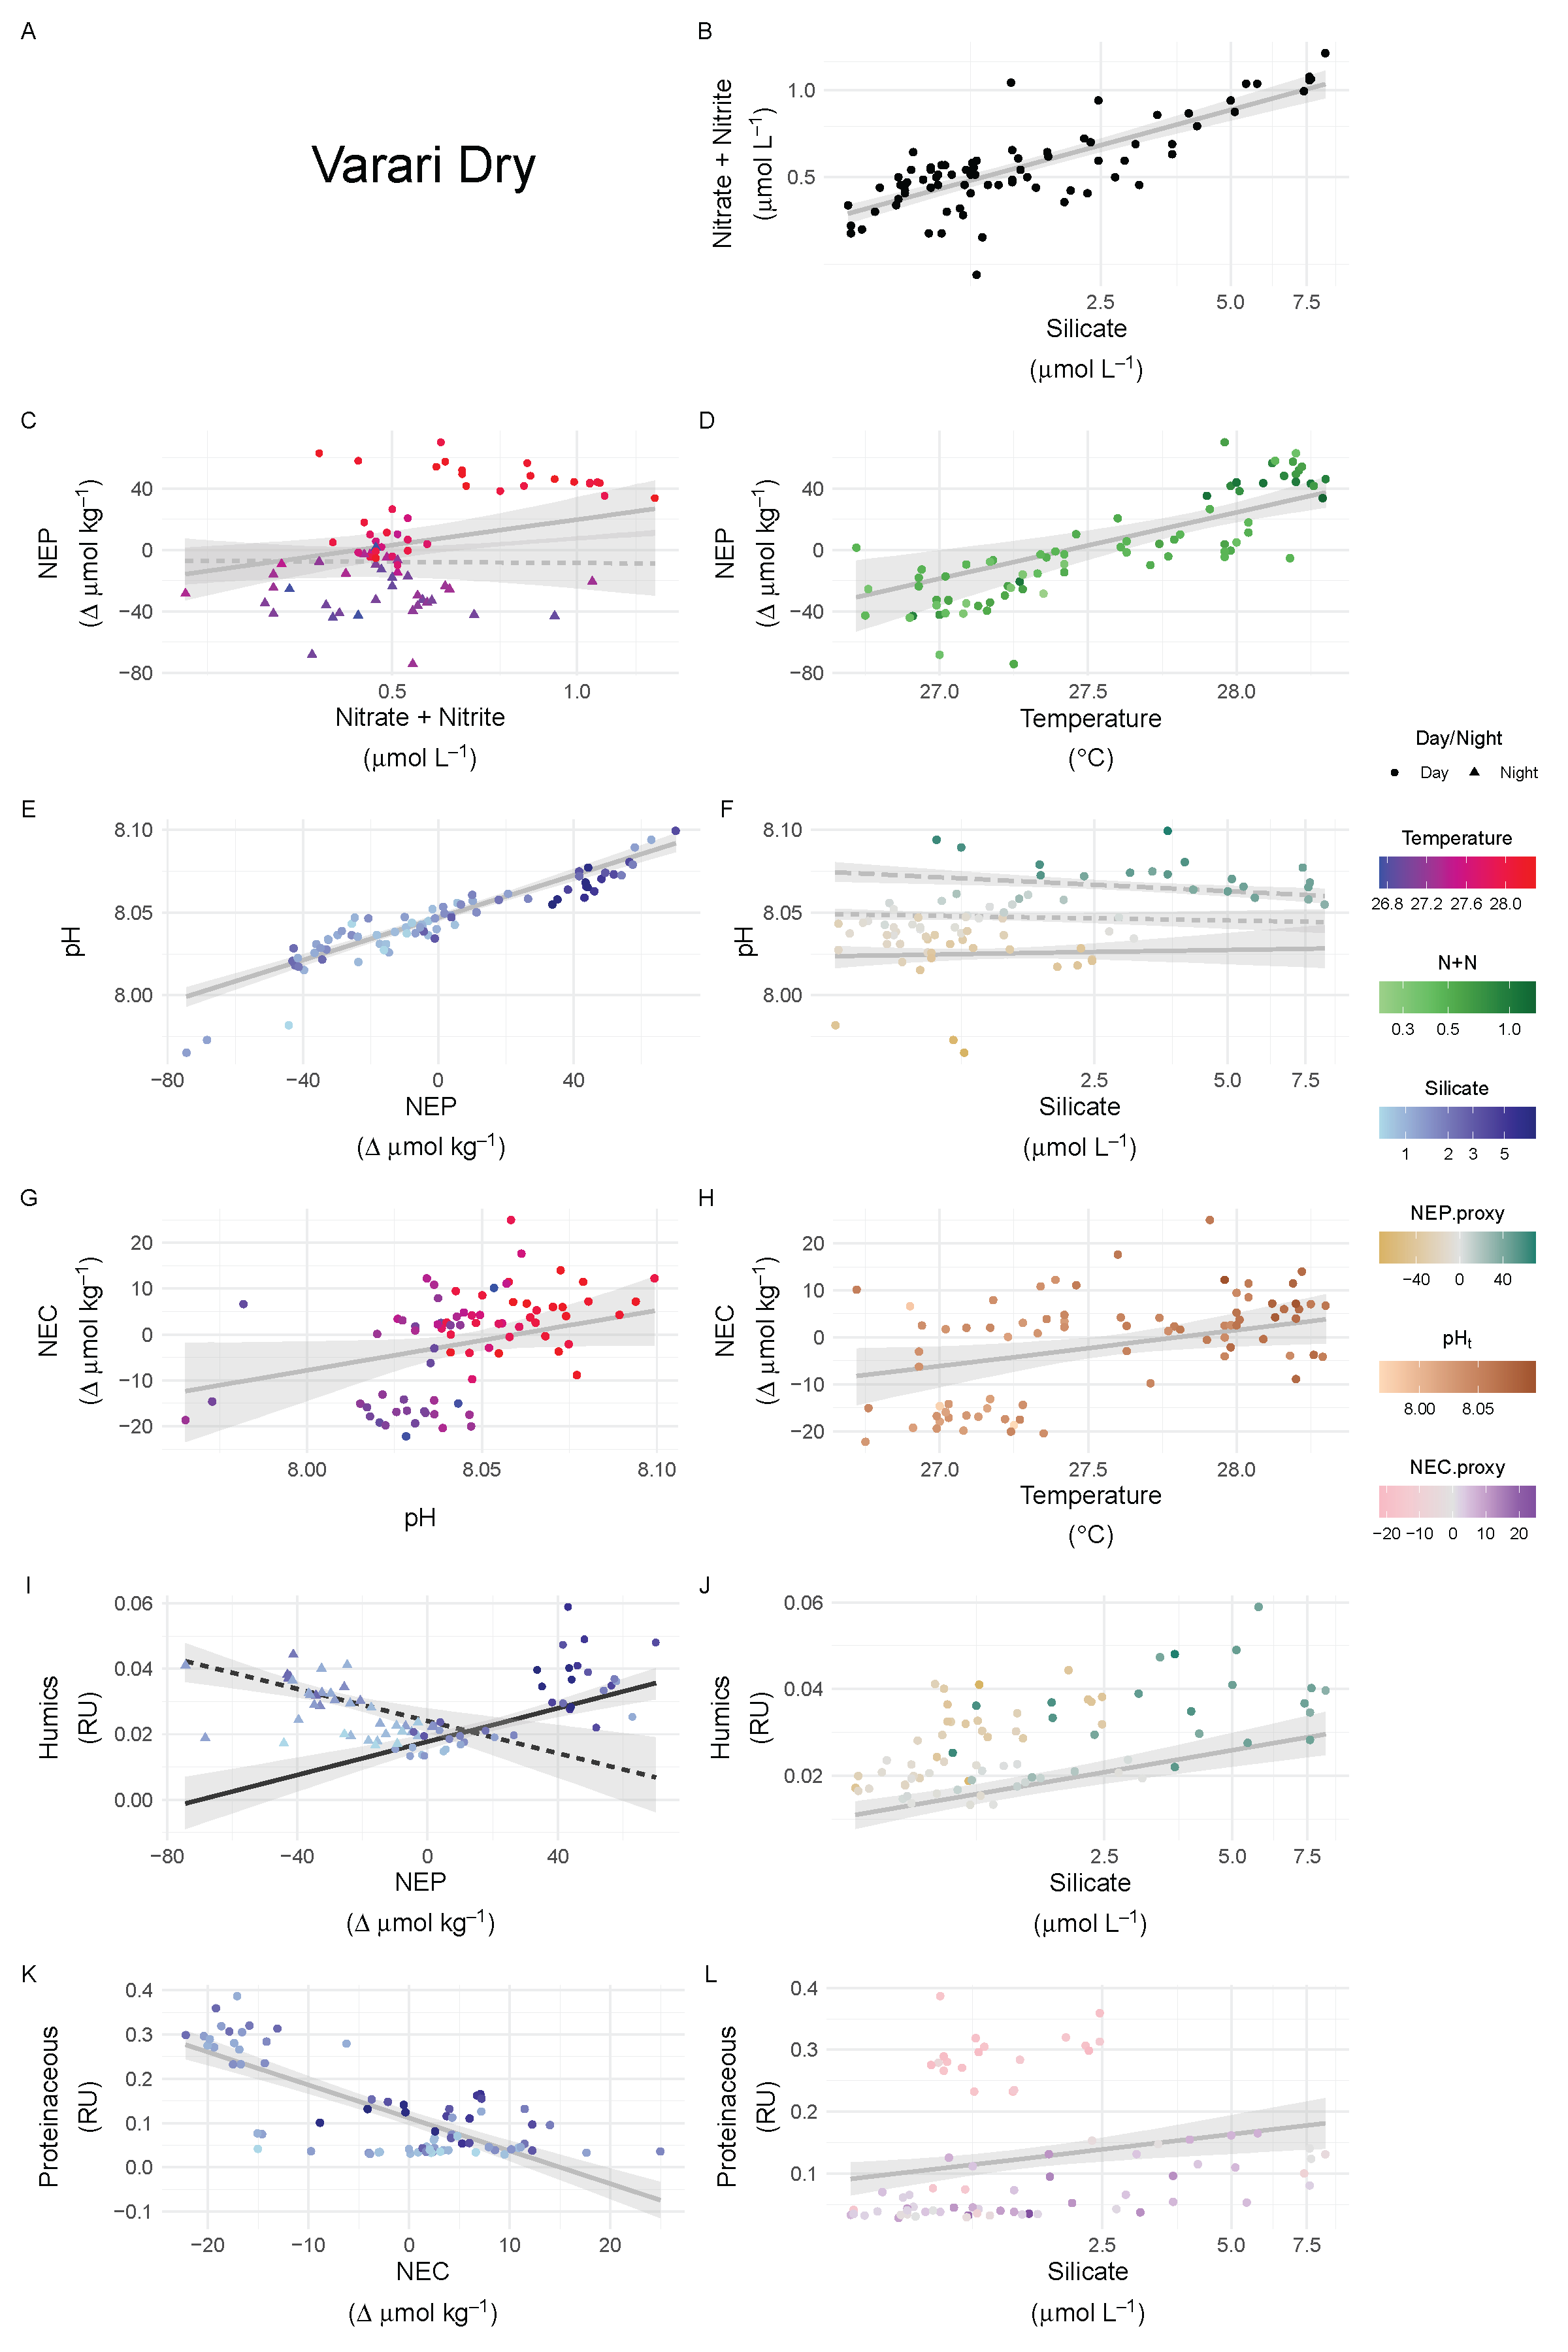 A
Varari Dry
B
Nitrate + Nitrite
(μmol L−1)
1.0
0.5
2.5 5.0 7.5
Silicate
(μmol L−1)
C
NEP
(Δ μmol kg−1)
40
0
−40
−80
0.5 1.0
Nitrate + Nitrite
(μmol L−1)
D
NEP
(Δ μmol kg−1)
40
0
−40
−80
27.0 27.5 28.0
Temperature
(°C)
E
pH
8.10
8.05
8.00
−80 −40 0 40
NEP
(Δ μmol kg−1)
F
pH
8.10
8.05
8.00
2.5 5.0 7.5
Silicate
(μmol L−1)
G
NEC
(Δ μmol kg−1)
20
10
0
−10
−20
8.00 8.05 8.10
pH
H
NEC
(Δ μmol kg−1)
20
10
0
−10
−20
27.0 27.5 28.0
Temperature
(°C)
I
Humics
(RU)
0.06
0.04
0.02
0.00
−80 −40 0 40
NEP
(Δ μmol kg−1)
J
Humics
(RU)
0.06
0.04
0.02
2.5 5.0 7.5
Silicate
(μmol L−1)
K
Proteinaceous
(RU)
0.4
0.3
0.2
0.1
0.0
−0.1
−20 −10 0 10 20
NEC
(Δ μmol kg−1)
L
Proteinaceous
(RU)
0.4
0.3
0.2
0.1
2.5 5.0 7.5
Silicate
(μmol L−1)
Day/Night
Day Night
Temperature
26.8 27.2 27.6 28.0
N+N
0.3 0.5 1.0
Silicate
1 2 3 5
NEP.proxy
−40 0 40
pHt
8.00 8.05
NEC.proxy
−20 −10 0 10 20